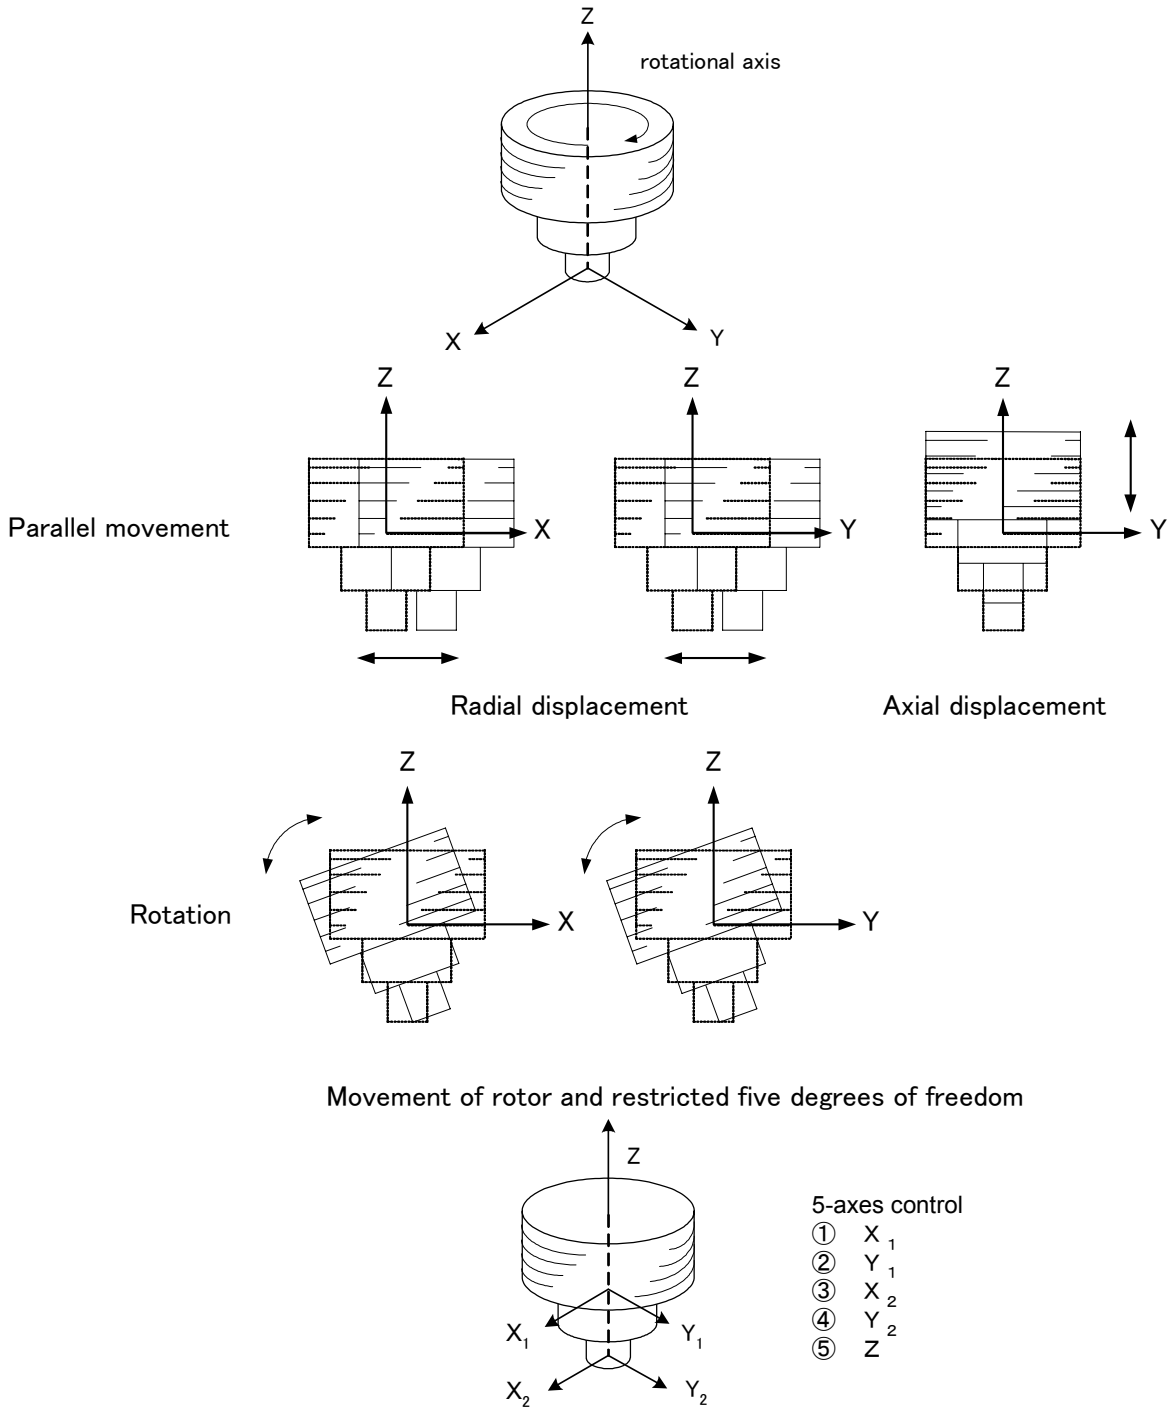 Z
rotational axis
X
Y
Z
Z
Z
Parallel movement
X
Y
Y
Radial displacement
Axial displacement
Z
Z
Rotation
X
Y
Movement of rotor and restricted five degrees of freedom
Z
5-axes control
① X₁
② Y₁
③ X₂
④ Y₂
⑤ Z
X₁
Y₁
X₂
Y₂